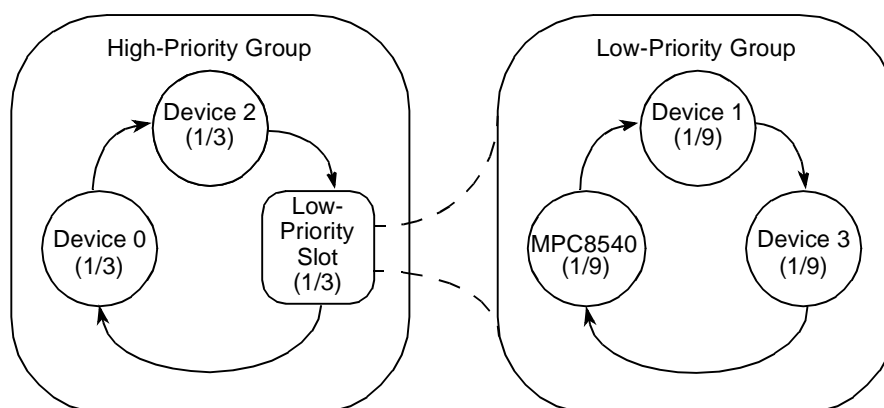 High-Priority Group
Device 2
(1/3)
Device 0
(1/3)
Low-
Priority
Slot
(1/3)
Low-Priority Group
Device 1
(1/9)
MPC8540
(1/9)
Device 3
(1/9)